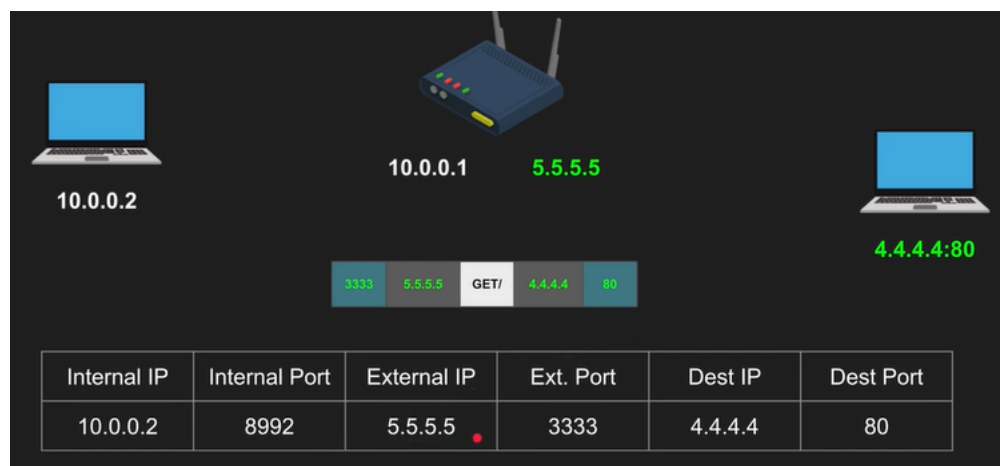 10.0.0.1 5.5.5.5
10.0.0.2
4.4.4.4:80
3333 5.5.5.5 GET/ 4.4.4.4 80
Internal IP Internal Port External IP Ext. Port Dest IP Dest Port
10.0.0.2 8992 5.5.5.5 3333 4.4.4.4 80